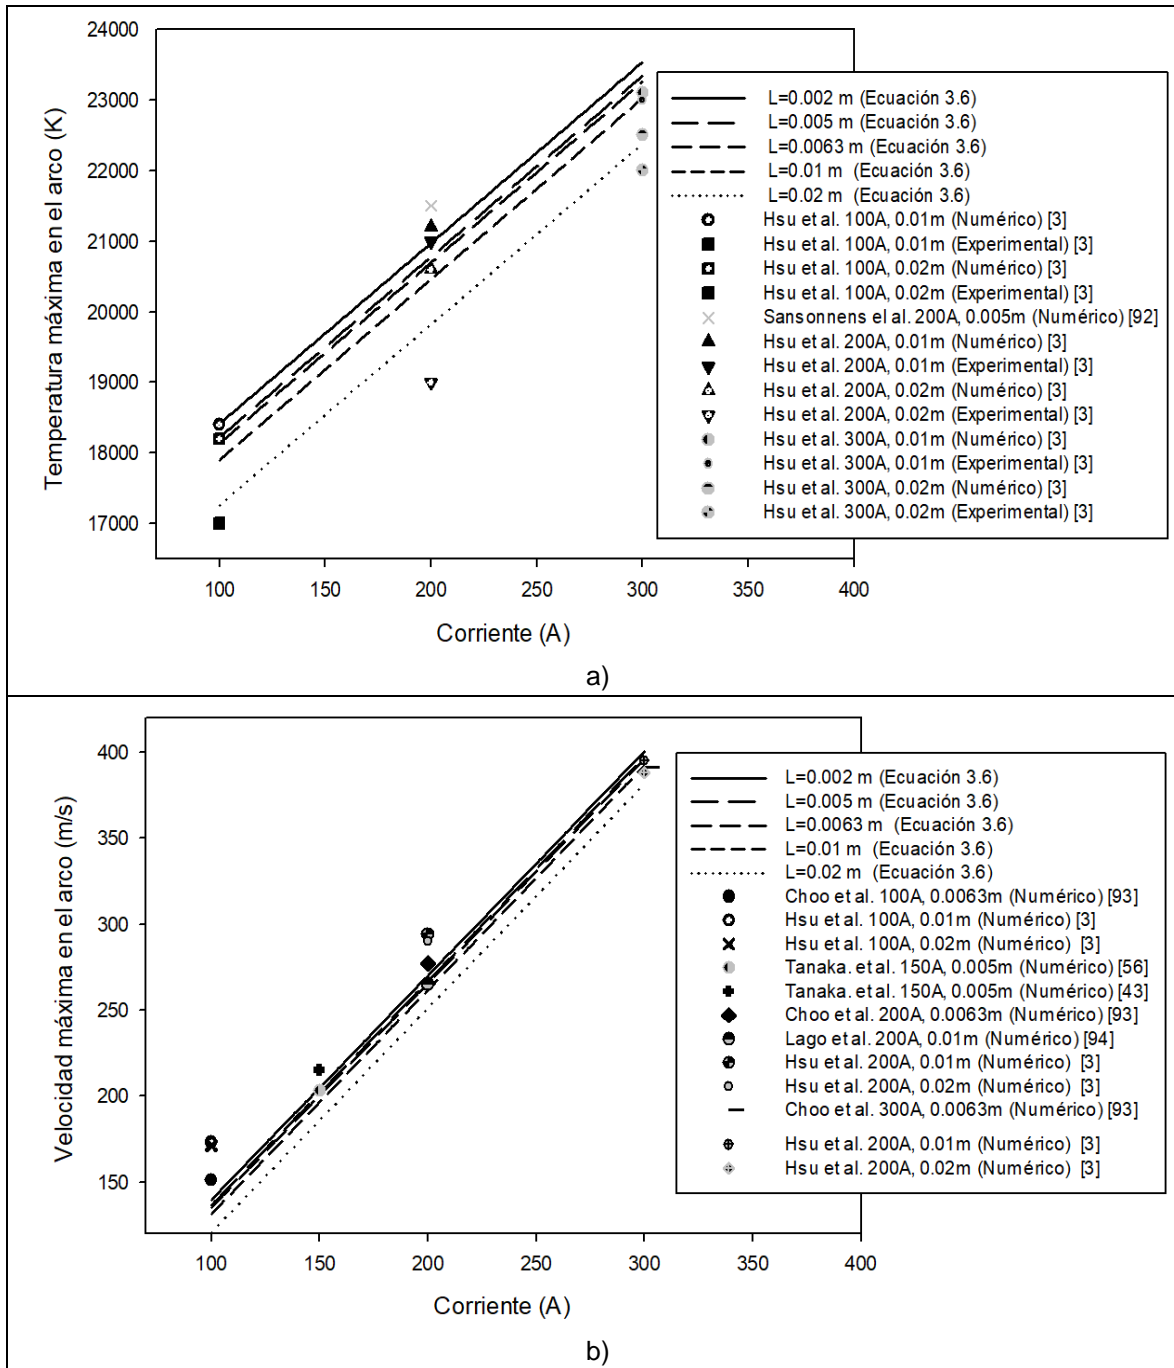 24000
23000
22000
21000
20000
19000
18000
17000
Temperatura máxima en el arco (K)
100 150 200 250 300 350 400
Corriente (A)
L=0.002 m (Ecuación 3.6)
L=0.005 m (Ecuación 3.6)
L=0.0063 m (Ecuación 3.6)
L=0.01 m (Ecuación 3.6)
L=0.02 m (Ecuación 3.6)
Hsu et al. 100A, 0.01m (Numérico) [3]
Hsu et al. 100A, 0.01m (Experimental) [3]
Hsu et al. 100A, 0.02m (Numérico) [3]
Hsu et al. 100A, 0.02m (Experimental) [3]
Sansonnens el al. 200A, 0.005m (Numérico) [92]
Hsu et al. 200A, 0.01m (Numérico) [3]
Hsu et al. 200A, 0.01m (Experimental) [3]
Hsu et al. 200A, 0.02m (Numérico) [3]
Hsu et al. 200A, 0.02m (Experimental) [3]
Hsu et al. 300A, 0.01m (Numérico) [3]
Hsu et al. 300A, 0.01m (Experimental) [3]
Hsu et al. 300A, 0.02m (Numérico) [3]
Hsu et al. 300A, 0.02m (Experimental) [3]
a)
400
350
300
250
200
150
Velocidad máxima en el arco (m/s)
100 150 200 250 300 350 400
Corriente (A)
L=0.002 m (Ecuación 3.6)
L=0.005 m (Ecuación 3.6)
L=0.0063 m (Ecuación 3.6)
L=0.01 m (Ecuación 3.6)
L=0.02 m (Ecuación 3.6)
Choo et al. 100A, 0.0063m (Numérico) [93]
Hsu et al. 100A, 0.01m (Numérico) [3]
Hsu et al. 100A, 0.02m (Numérico) [3]
Tanaka. et al. 150A, 0.005m (Numérico) [56]
Tanaka. et al. 150A, 0.005m (Numérico) [43]
Choo et al. 200A, 0.0063m (Numérico) [93]
Lago et al. 200A, 0.01m (Numérico) [94]
Hsu et al. 200A, 0.01m (Numérico) [3]
Hsu et al. 200A, 0.02m (Numérico) [3]
Choo et al. 300A, 0.0063m (Numérico) [93]
Hsu et al. 200A, 0.01m (Numérico) [3]
Hsu et al. 200A, 0.02m (Numérico) [3]
b)